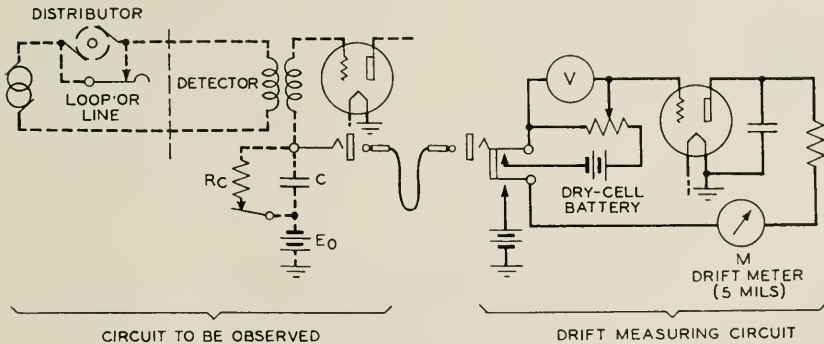 DISTRIBUTOR
LOOP OR
LINE
DETECTOR
RC
C
E0
V
DRY-CELL
BATTERY
M
DRIFT METER
(5 MILS)
CIRCUIT TO BE OBSERVED
DRIFT MEASURING CIRCUIT